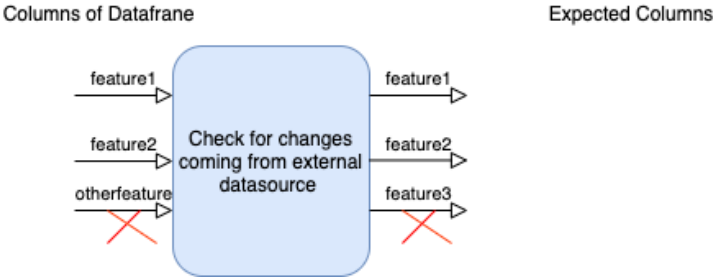 Columns of Datafrane
Expected Columns
feature1
feature1
feature2
Check for changes
coming from external
datasource
feature2
otherfeature
feature3